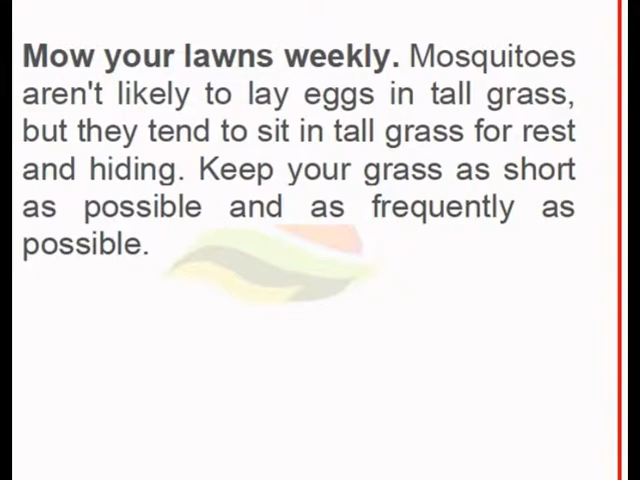 Mow your lawns weekly. Mosquitoes
aren't likely to lay eggs in tall grass,
but they tend to sit in tall grass for rest
and hiding. Keep your grass as short
as possible and as frequently as
possible.